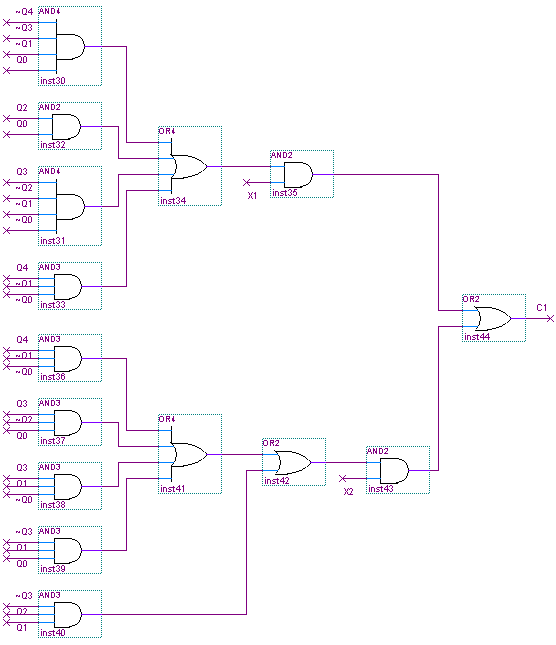 ~Q4
AND4
~Q3
~Q1
Q0
inst30
Q2
AND2
Q0
inst32
OR4
Q3
AND4
~Q2
~Q1
~Q0
inst31
inst34
AND2
X1
inst35
Q4
AND3
~Q1
~Q0
inst33
OR2
C1
inst44
Q4
AND3
~Q1
~Q0
inst36
Q3
AND3
~Q2
Q0
inst37
OR4
inst41
OR2
inst42
AND2
X2
inst43
Q3
AND3
Q1
~Q0
inst38
~Q3
AND3
Q1
Q0
inst39
~Q3
AND3
Q2
Q1
inst40